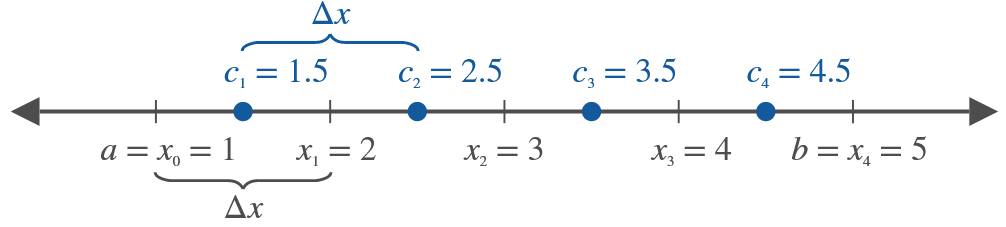 Δx
c₁ = 1.5 c₂ = 2.5 c₃ = 3.5 c₄ = 4.5
a = x₀ = 1 x₁ = 2 x₂ = 3 x₃ = 4 b = x₄ = 5
Δx